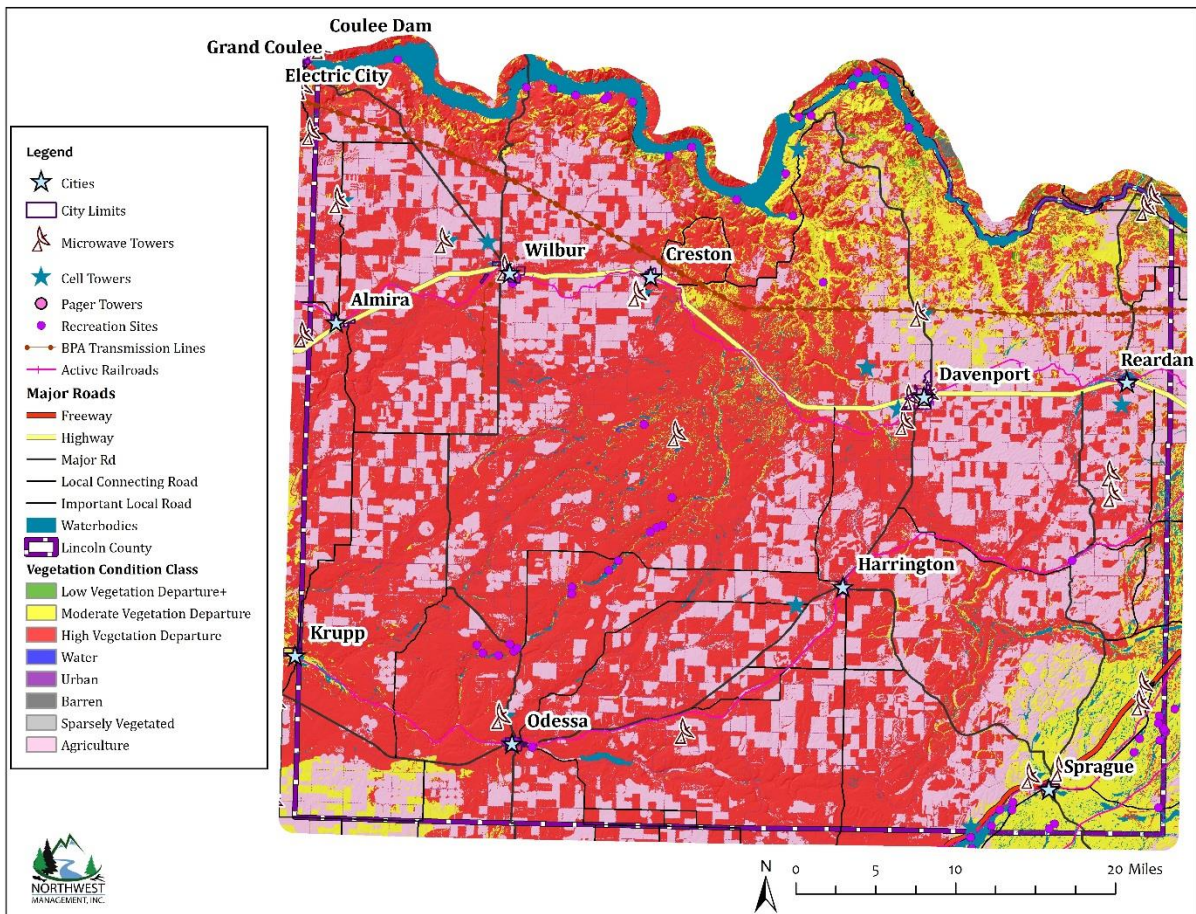 Coulee Dam
Grand Coulee
Electric City
Legend
Cities
City Limits
Microwave Towers
Cell Towers
Pager Towers
Recreation Sites
BPA Transmission Lines
Active Railroads
Major Roads
Freeway
Highway
Major Rd
Local Connecting Road
Important Local Road
Waterbodies
Lincoln County
Vegetation Condition Class
Low Vegetation Departure+
Moderate Vegetation Departure
High Vegetation Departure
Water
Urban
Barren
Sparsely Vegetated
Agriculture
Wilbur
Creston
Almira
Reardan
Davenport
Harrington
Krupp
Odessa
Sprague
NORTHWEST
MANAGEMENT, INC.
N
0 5 10 20 Miles